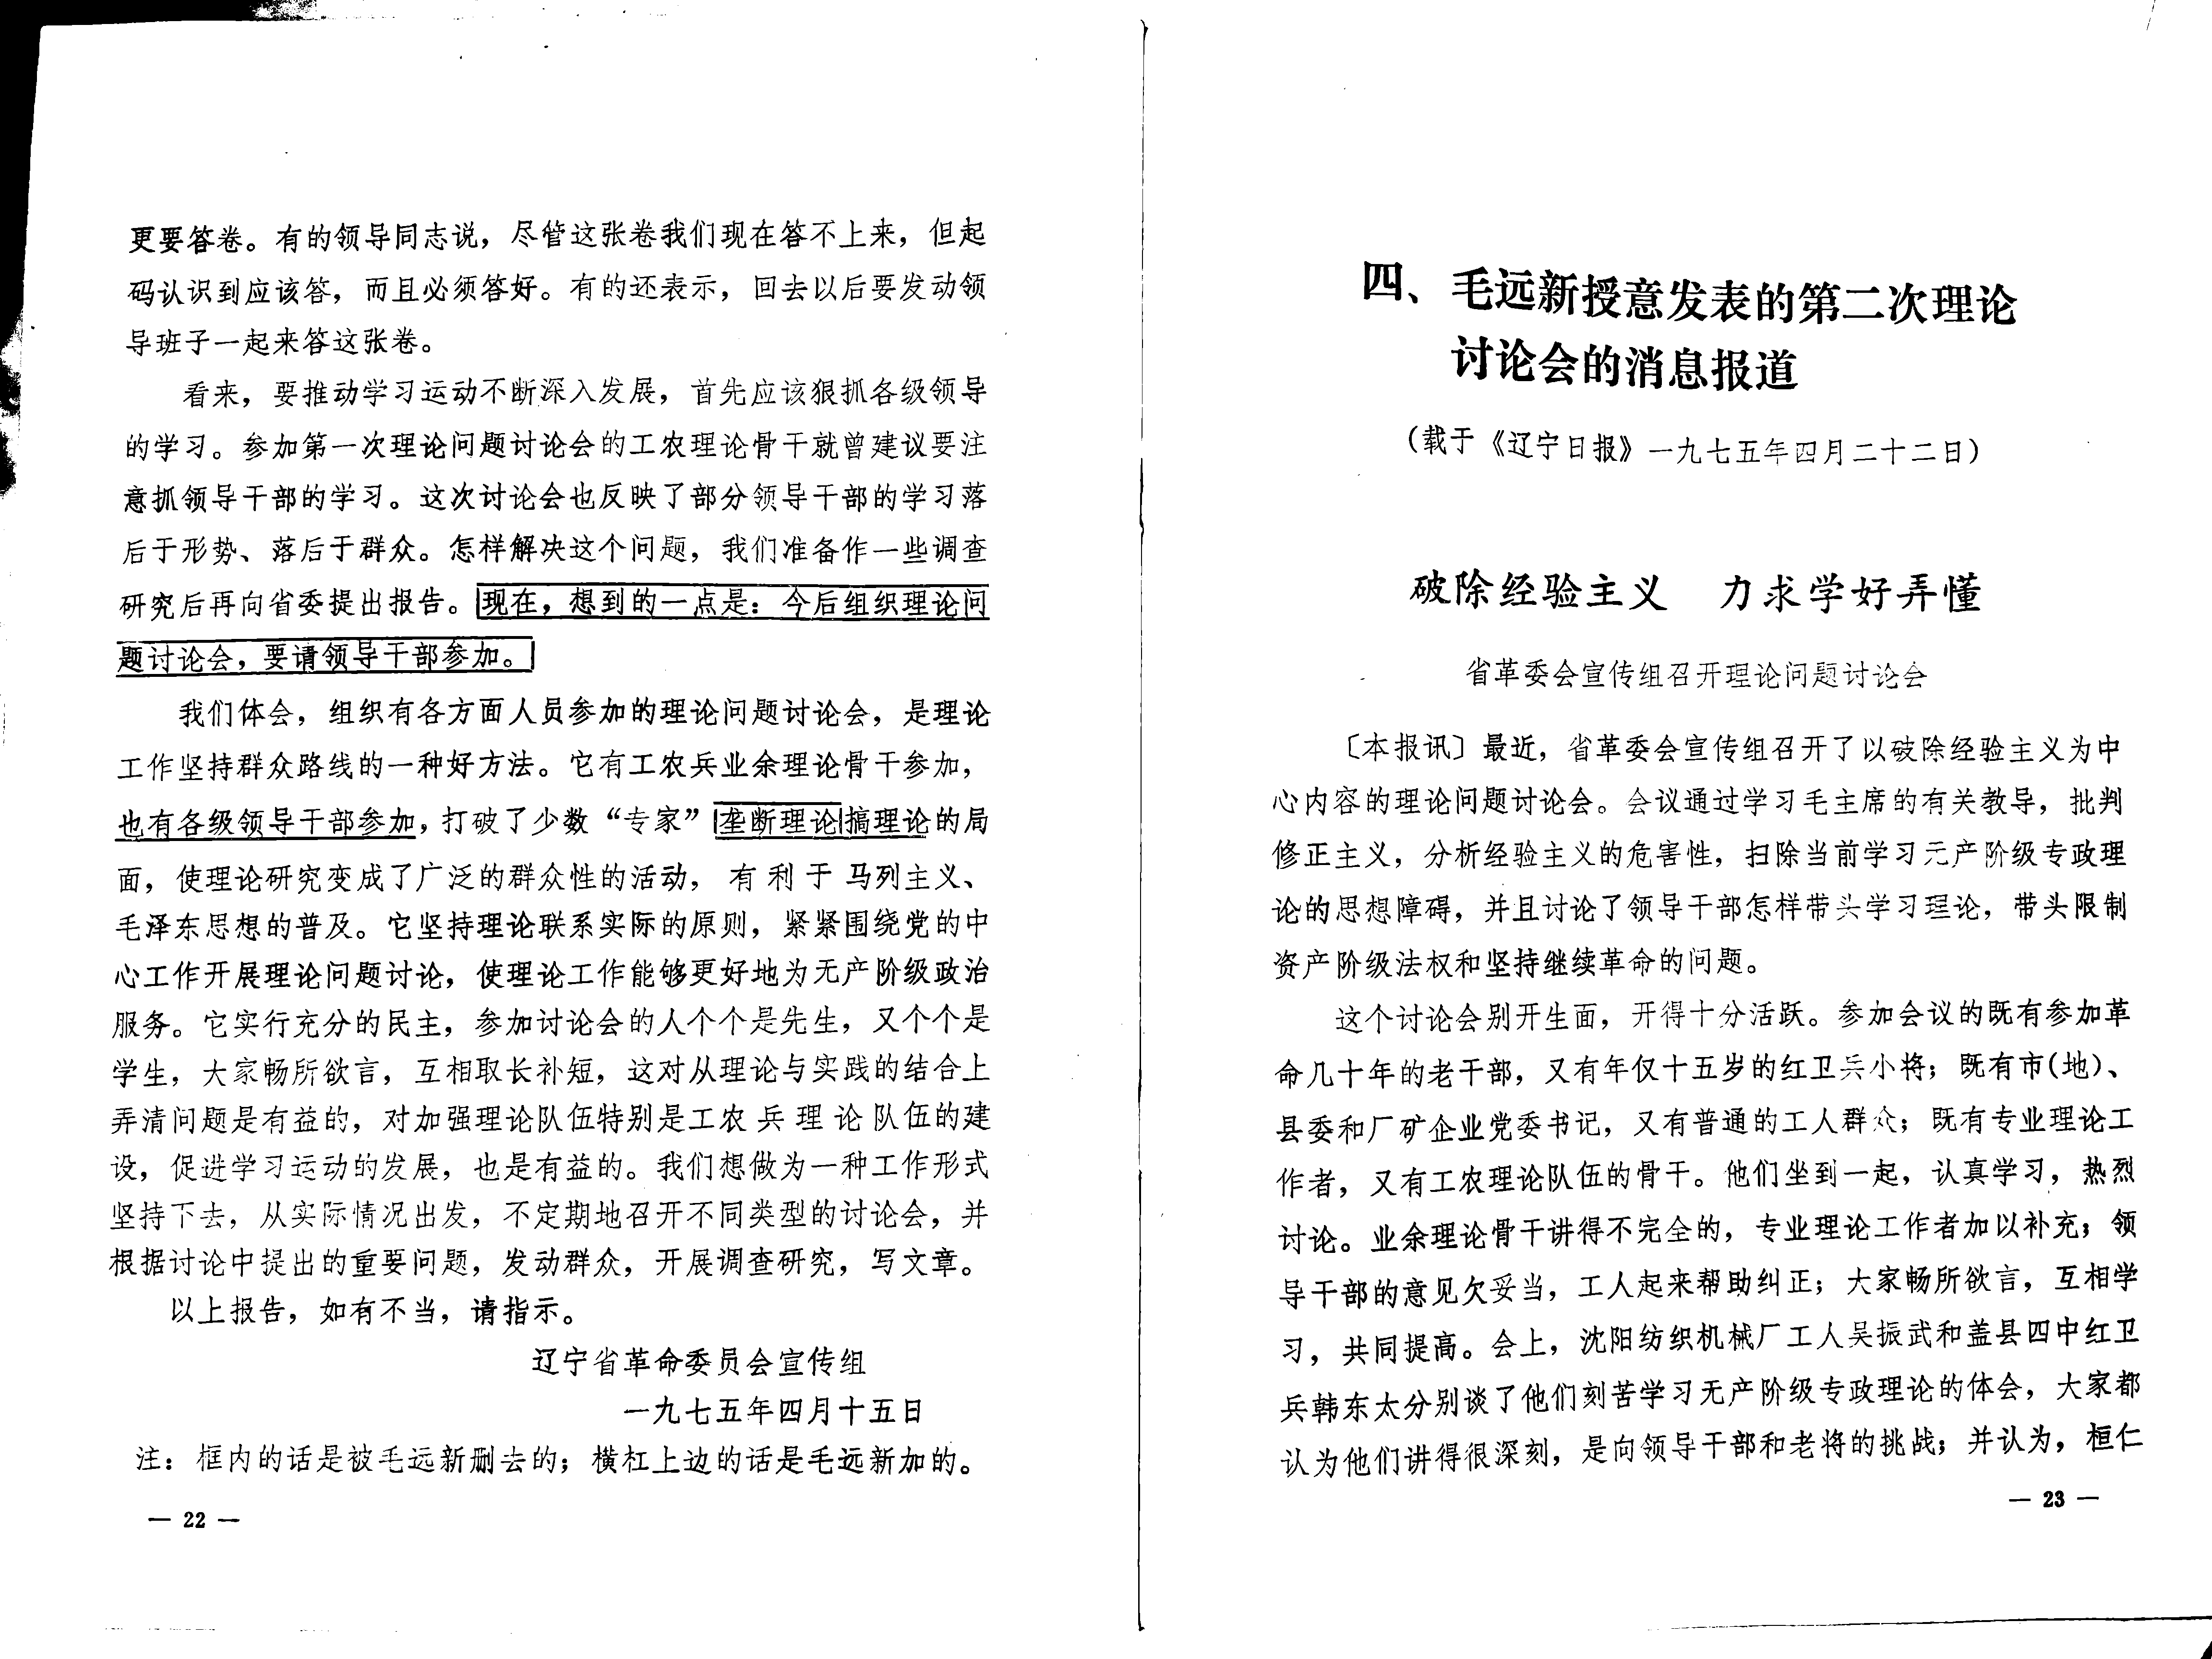 更要答卷。有的领导同志说，尽管这张卷我们现在答不上来，但起
码认识到应该答，而且必须答好。有的还表示，回去以后要发动领
导班子一起来答这张卷。
看来，要推动学习运动不断深入发展，首先应该狠抓各级领导
的学习。参加第一次理论问题讨论会的工农理论骨干就曾建议要注
意抓领导干部的学习。这次讨论会也反映了部分领导干部的学习落
后于形势、落后于群众。怎样解决这个问题，我们准备作一些调查
研究后再向省委提出报告。现在，想到的一点是：今后组织理论问
题讨论会，要请领导干部参加。
我们体会，组织有各方面人员参加的理论问题讨论会，是理论
工作坚持群众路线的一种好方法。它有工农兵业余理论骨干参加，
也有各级领导干部参加，打破了少数“专家”垄断理论搞理论的局
面，使理论研究变成了广泛的群众性的活动，有利于马列主义、
毛泽东思想的普及。它坚持理论联系实际的原则，紧紧围绕党的中
心工作开展理论问题讨论，使理论工作能够更好地为无产阶级政治
服务。它实行充分的民主，参加讨论会的人个个是先生，又个个是
学生，大家畅所欲言，互相取长补短，这对从理论与实践的结合上
弄清问题是有益的，对加强理论队伍特别是工农兵理论队伍的建
设，促进学习运动的发展，也是有益的。我们想做为一种工作形式
坚持下去，从实际情况出发，不定期地召开不同类型的讨论会，并
根据讨论中提出的重要问题，发动群众，开展调查研究，写文章。
以上报告，如有不当，请指示。
辽宁省革命委员会宣传组
一九七五年四月十五日
注：框内的话是被毛远新删去的；横杠上边的话是毛远新加的。
— 22 —
四、毛远新授意发表的第二次理论
讨论会的消息报道
（载于《辽宁日报》一九七五年四月二十二日）
破除经验主义 力求学好弄懂
省革委会宣传组召开理论问题讨论会
〔本报讯〕最近，省革委会宣传组召开了以破除经验主义为中
心内容的理论问题讨论会。会议通过学习毛主席的有关教导，批判
修正主义，分析经验主义的危害性，扫除当前学习无产阶级专政理
论的思想障碍，并且讨论了领导干部怎样带头学习理论，带头限制
资产阶级法权和坚持继续革命的问题。
这个讨论会别开生面，开得十分活跃。参加会议的既有参加革
命几十年的老干部，又有年仅十五岁的红卫兵小将；既有市(地)、
县委和厂矿企业党委书记，又有普通的工人群众；既有专业理论工
作者，又有工农理论队伍的骨干。他们坐到一起，认真学习，热烈
讨论。业余理论骨干讲得不完全的，专业理论工作者加以补充；领
导干部的意见欠妥当，工人起来帮助纠正；大家畅所欲言，互相学
习，共同提高。会上，沈阳纺织机械厂工人吴振武和盖县四中红卫
兵韩东太分别谈了他们刻苦学习无产阶级专政理论的体会，大家都
认为他们讲得很深刻，是向领导干部和老将的挑战；并认为，桓仁
— 23 —